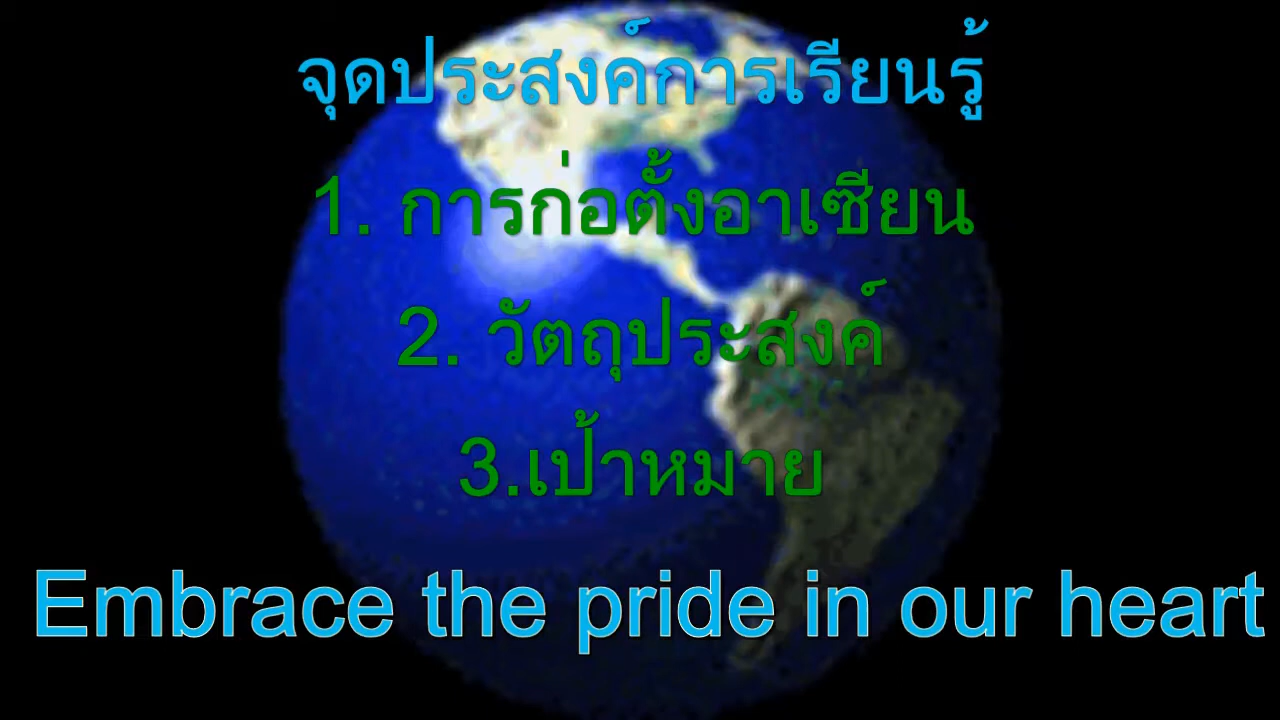 จุดประสงค์การเรียนรู้
1. การก่อตั้งอาเซียน
2. วัตถุประสงค์
3.เป้าหมาย
Embrace the pride in our heart